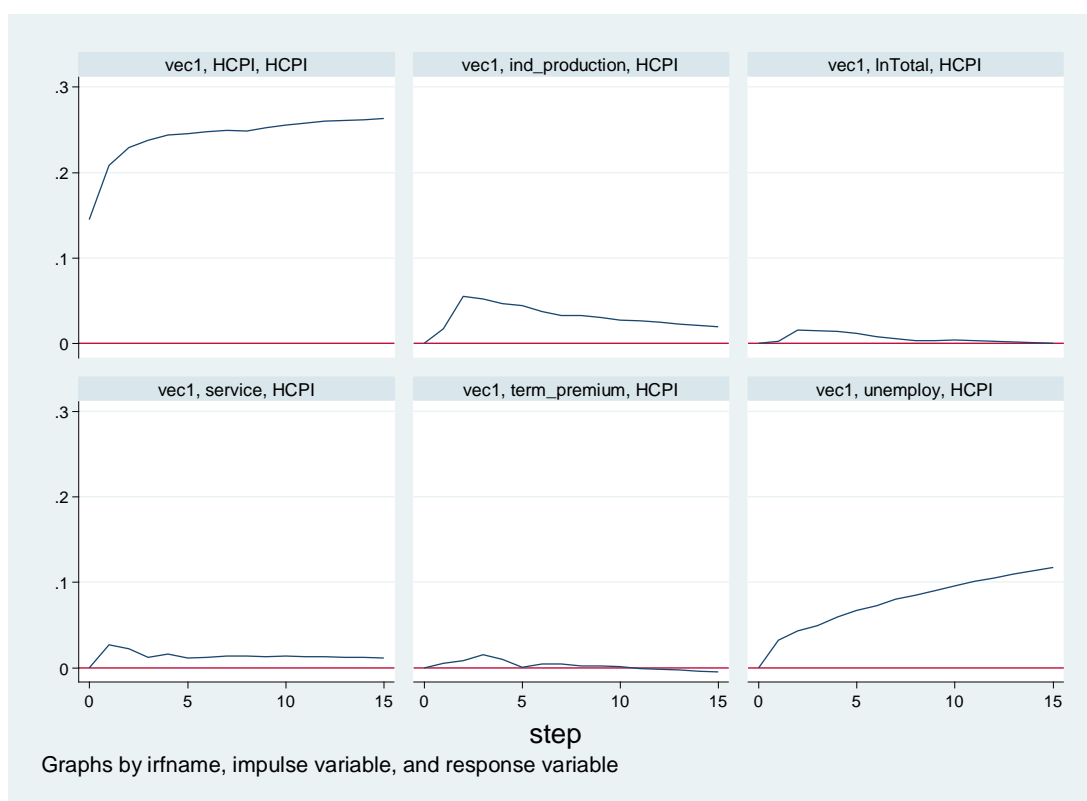 vec1, HCPI, HCPI
vec1, ind_production, HCPI
vec1, lnTotal, HCPI
.3
.2
.1
0
vec1, service, HCPI
vec1, term_premium, HCPI
vec1, unemploy, HCPI
.3
.2
.1
0
0 5 10 15
0 5 10 15
0 5 10 15
step
Graphs by irfname, impulse variable, and response variable